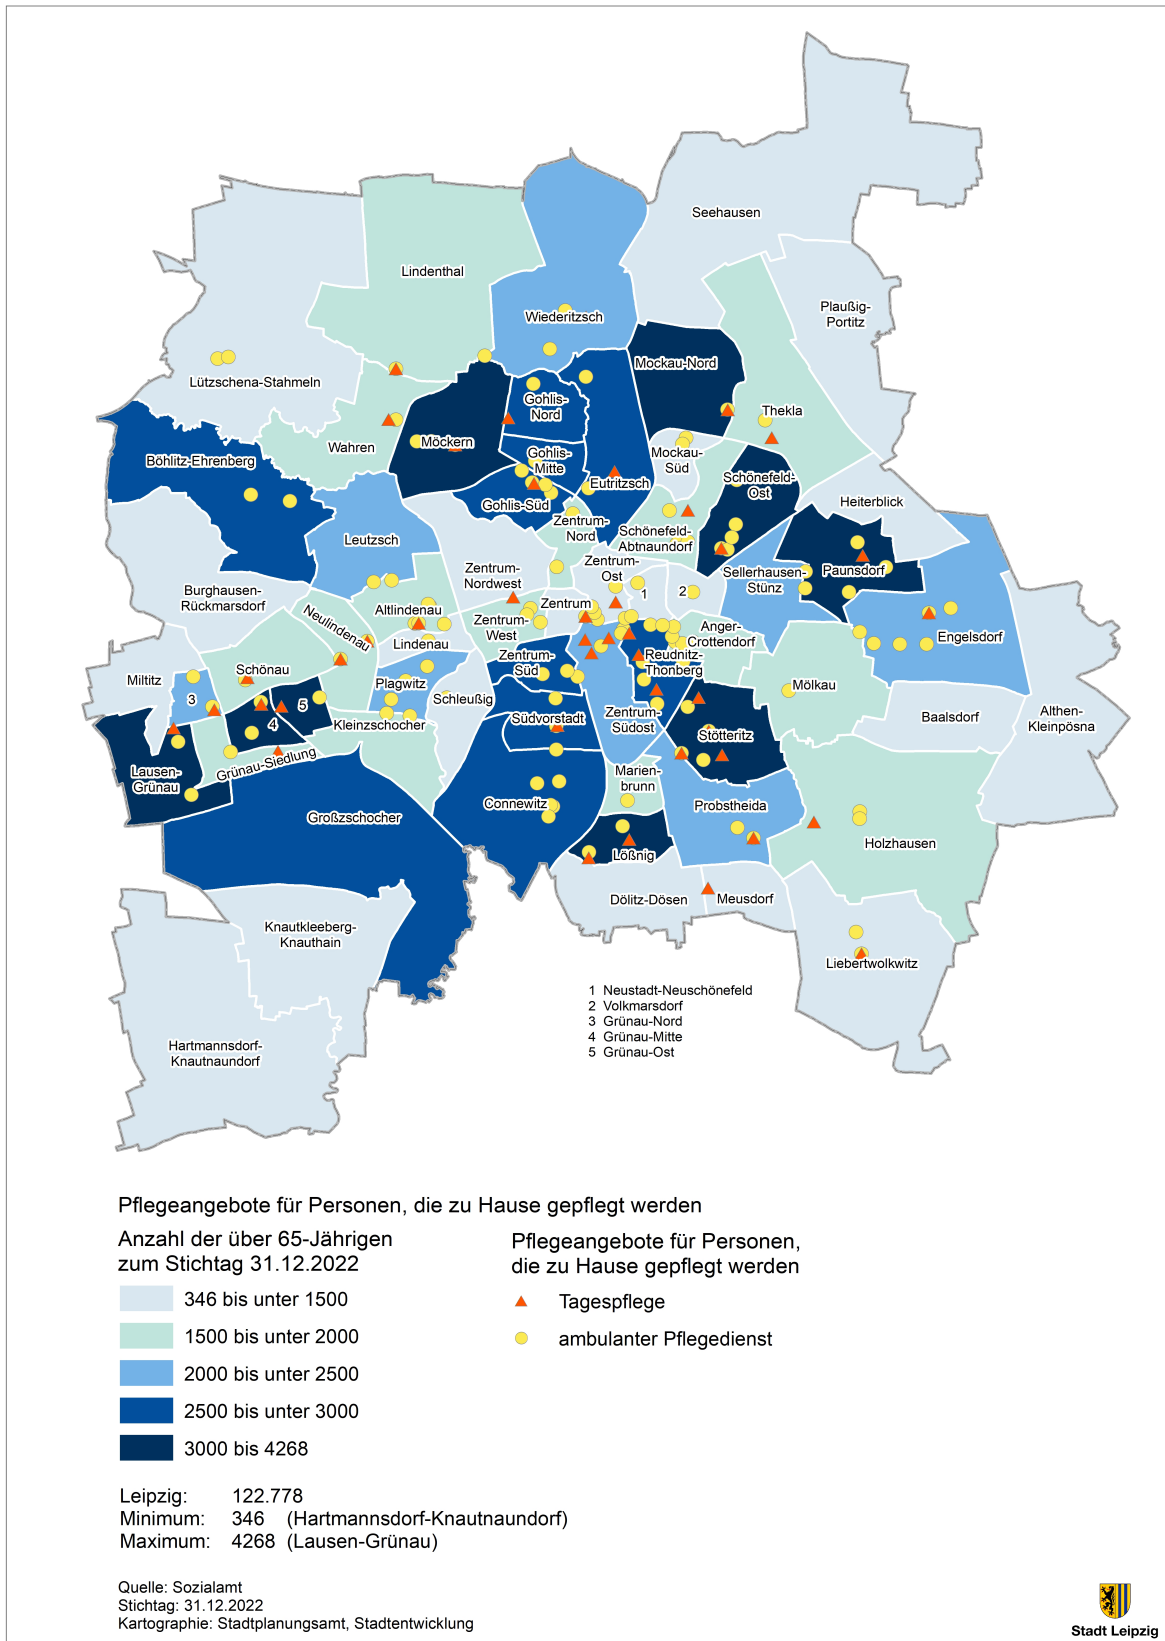 Seehausen
Lindenthal
Plaußig-
Portitz
Wiederitzsch
Mockau-Nord
Lützschena-Stahmeln
Gohlis-
Nord
Thekla
Möckern
Wahren
Böhlitz-Ehrenberg
Gohlis-
Mitte
Mockau-
Süd
Eutritzsch
Schönefeld-
Ost
Heiterblick
Gohlis-Süd
Zentrum-
Nord
Schönefeld-
Abtnaundorf
Leutzsch
Zentrum-
Ost
Zentrum-
Nordwest
Sellerhausen-
Stünz
Paunsdorf
Burghausen-
Rückmarsdorf
1
2
Neulindenau
Altlindenau
Zentrum
Zentrum-
West
Anger-
Crottendorf
Engelsdorf
Lindenau
Zentrum-
Süd
Reudnitz-
Thonberg
Schönau
Miltitz
Plagwitz
Mölkau
3
Schleußig
5
4
Kleinzschocher
Südvorstadt
Zentrum-
Südost
Baalsdorf
Althen-
Kleinpösna
Stötteritz
Grünau-Siedlung
Lausen-
Grünau
Marien-
brunn
Connewitz
Probstheida
Großzschocher
Holzhausen
Lößnig
Dölitz-Dösen
Meusdorf
Knautkleeberg-
Knauthain
Liebertwolkwitz
Hartmannsdorf-
Knautnaundorf
1 Neustadt-Neuschönefeld
2 Volkmarsdorf
3 Grünau-Nord
4 Grünau-Mitte
5 Grünau-Ost
Pflegeangebote für Personen, die zu Hause gepflegt werden
Anzahl der über 65-Jährigen
zum Stichtag 31.12.2022
346 bis unter 1500
1500 bis unter 2000
2000 bis unter 2500
2500 bis unter 3000
3000 bis 4268
Pflegeangebote für Personen,
die zu Hause gepflegt werden
Tagespflege
ambulanter Pflegedienst
Leipzig: 122.778
Minimum: 346 (Hartmannsdorf-Knautnaundorf)
Maximum: 4268 (Lausen-Grünau)
Quelle: Sozialamt
Stichtag: 31.12.2022
Kartographie: Stadtplanungsamt, Stadtentwicklung
Stadt Leipzig